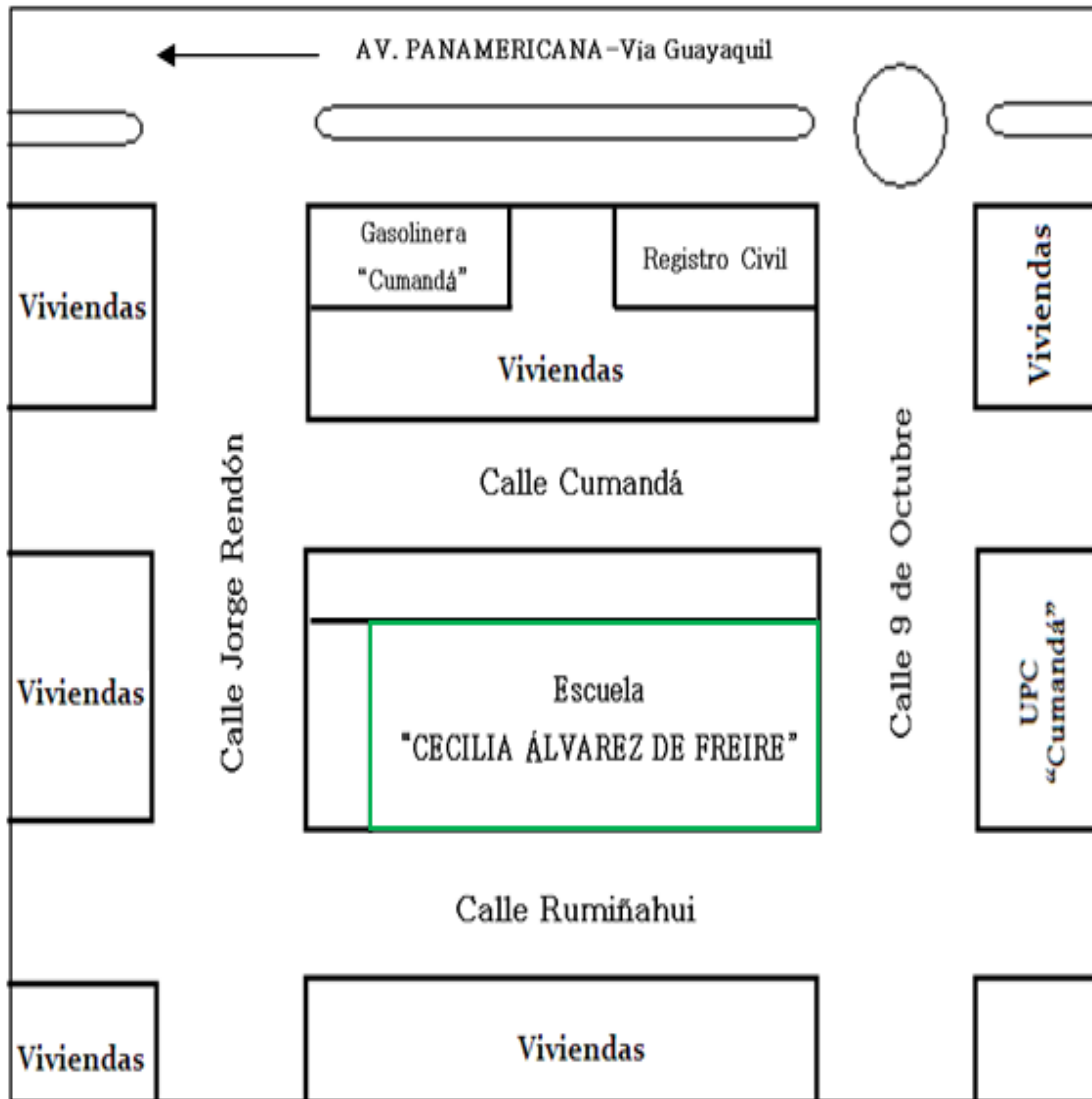 AV. PANAMERICANA-Vía Guayaquil
Gasolinera
"Cumandá"
Registro Civil
Viviendas
Viviendas
Viviendas
Calle Cumandá
Calle Jorge Rendón
Calle 9 de Octubre
Viviendas
Escuela
"CECILIA ÁLVAREZ DE FREIRE"
UPC
“Cumandá”
Calle Rumiñahui
Viviendas
Viviendas